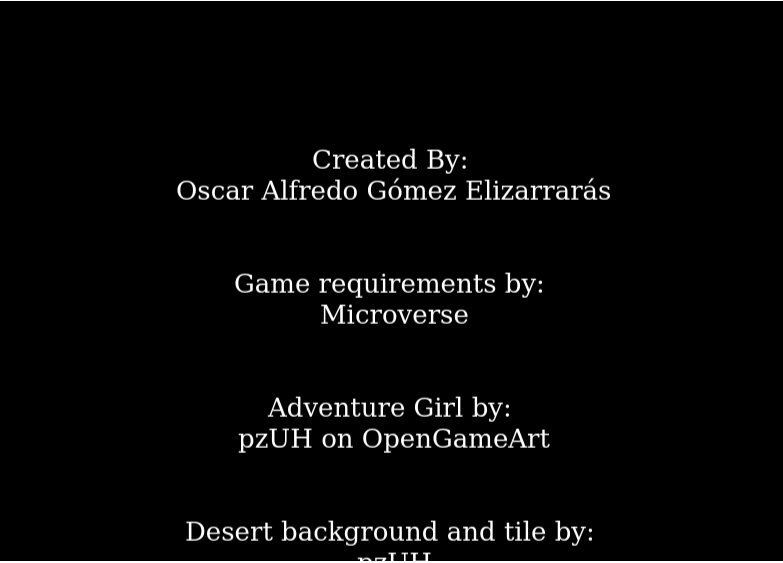 Created By:
Oscar Alfredo Gómez Elizarrarás
Game requirements by:
Microverse
Adventure Girl by:
pzUH on OpenGameArt
Desert background and tile by:
pzUH